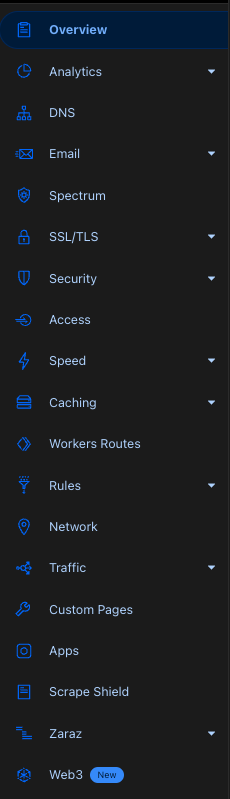 Overview
Analytics
DNS
Email
Spectrum
SSL/TLS
Security
Access
Speed
Caching
Workers Routes
Rules
Network
Traffic
Custom Pages
Apps
Scrape Shield
Zaraz
Web3 New